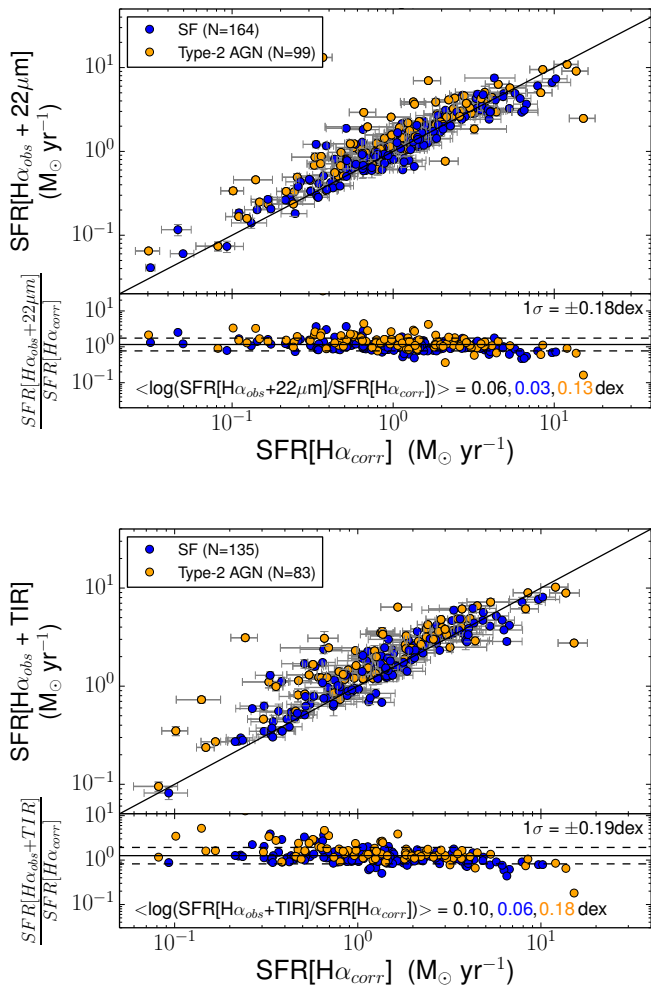 SF (N=164)
Type-2 AGN (N=99)
10¹
10⁰
10⁻¹
SFR[Hα_obs + 22μm]
(M⊙ yr⁻¹)
1σ = ±0.18dex
10¹
10⁰
10⁻¹
SFR[Hα_obs+22μm]
SFR[Hα_corr]
<log(SFR[Hα_obs+22μm]/SFR[Hα_corr])> = 0.06, 0.03, 0.13dex
10⁻¹ 10⁰ 10¹
SFR[Hα_corr] (M⊙ yr⁻¹)
SF (N=135)
Type-2 AGN (N=83)
10¹
10⁰
10⁻¹
SFR[Hα_obs + TIR]
(M⊙ yr⁻¹)
1σ = ±0.19dex
10¹
10⁰
10⁻¹
SFR[Hα_obs+TIR]
SFR[Hα_corr]
<log(SFR[Hα_obs+TIR]/SFR[Hα_corr])> = 0.10, 0.06, 0.18 dex
10⁻¹ 10⁰ 10¹
SFR[Hα_corr] (M⊙ yr⁻¹)